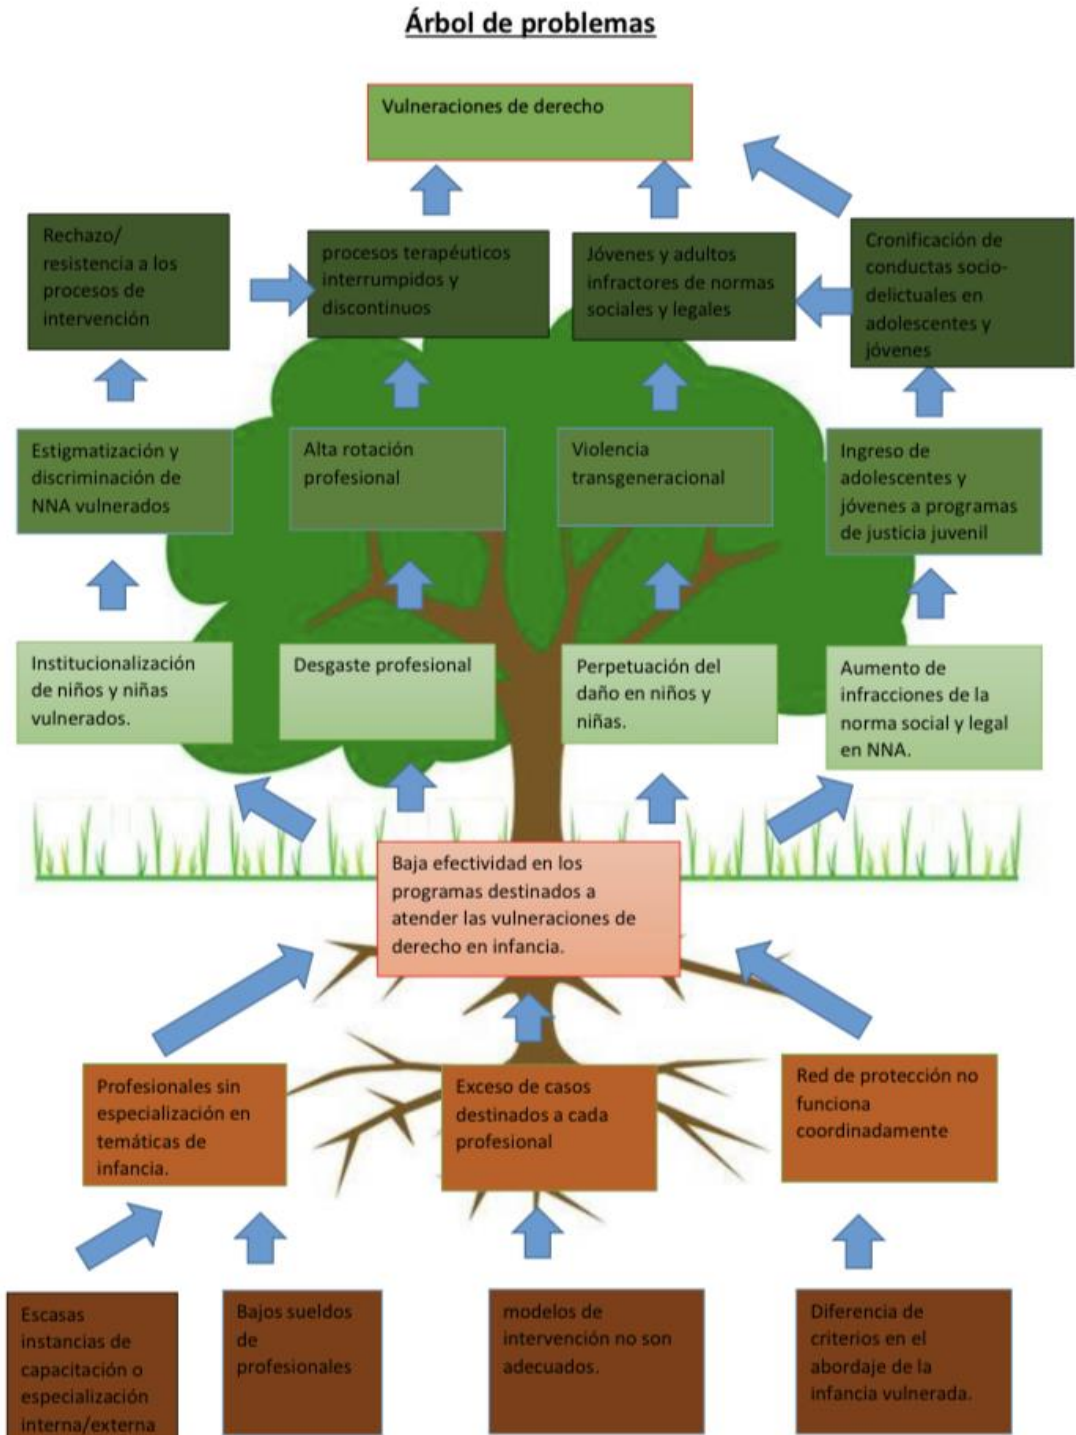 Árbol de problemas
Vulneraciones de derecho
Rechazo/
resistencia a los
procesos de
intervención
procesos terapéuticos
interrumpidos y
discontinuos
Jóvenes y adultos
infractores de normas
sociales y legales
Cronificación de
conductas socio-
delictuales en
adolescentes y
jóvenes
Estigmatización y
discriminación de
NNA vulnerados
Alta rotación
profesional
Violencia
transgeneracional
Ingreso de
adolescentes y
jóvenes a programas
de justicia juvenil
Institucionalización
de niños y niñas
vulnerados.
Desgaste profesional
Perpetuación del
daño en niños y
niñas.
Aumento de
infracciones de la
norma social y legal
en NNA.
Baja efectividad en los
programas destinados a
atender las vulneraciones de
derecho en infancia.
Profesionales sin
especialización en
temáticas de
infancia.
Exceso de casos
destinados a cada
profesional
Red de protección no
funciona
coordinadamente
Escasas
instancias de
capacitación o
especialización
interna/externa
Bajos sueldos
de
profesionales
modelos de
intervención no son
adecuados.
Diferencia de
criterios en el
abordaje de la
infancia vulnerada.